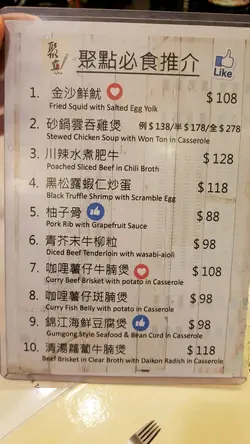 聚點必食推介
Like
1. 金沙鮮魷 $ 108
Fried Squid with Salted Egg Yolk
2. 砂鍋雲吞雞煲 例$138/半$178/全$278
Stewed Chicken Soup with Won Ton in Casserole
3. 川辣水煮肥牛 $ 128
Poached Sliced Beef in Chili Broth
4. 黑松露蝦仁炒蛋 $ 118
Black Truffle Shrimp with Scramble Egg
5. 柚子骨 $ 88
Pork Rib with Grapefruit Sauce
6. 青芥末牛柳粒 $ 98
Diced Beef Tenderloin with wasabi-aioli
7. 咖喱薯仔牛腩煲 $ 108
Curry Beef Brisket with potato in Casserole
8. 咖喱薯仔斑腩煲 $ 98
Curry Fish Belly with potato in Casserole
9. 錦江海鮮豆腐煲 $ 98
Gumgong Style Seafood & Bean Curd in Casserole
10. 清湯蘿蔔牛腩煲 $ 118
Beef Brisket in Clear Broth with Daikon Radish in Casserole